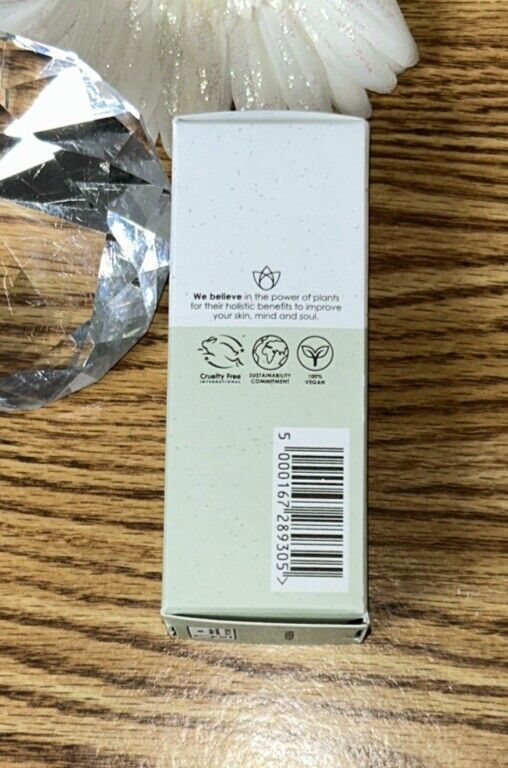 We believe in the power of plants
for their holistic benefits to improve
your skin, mind and soul.
Cruelty Free
INTERNATIONAL
SUSTAINABILITY
COMMITMENT
100%
VEGAN
5 000167 289305 >